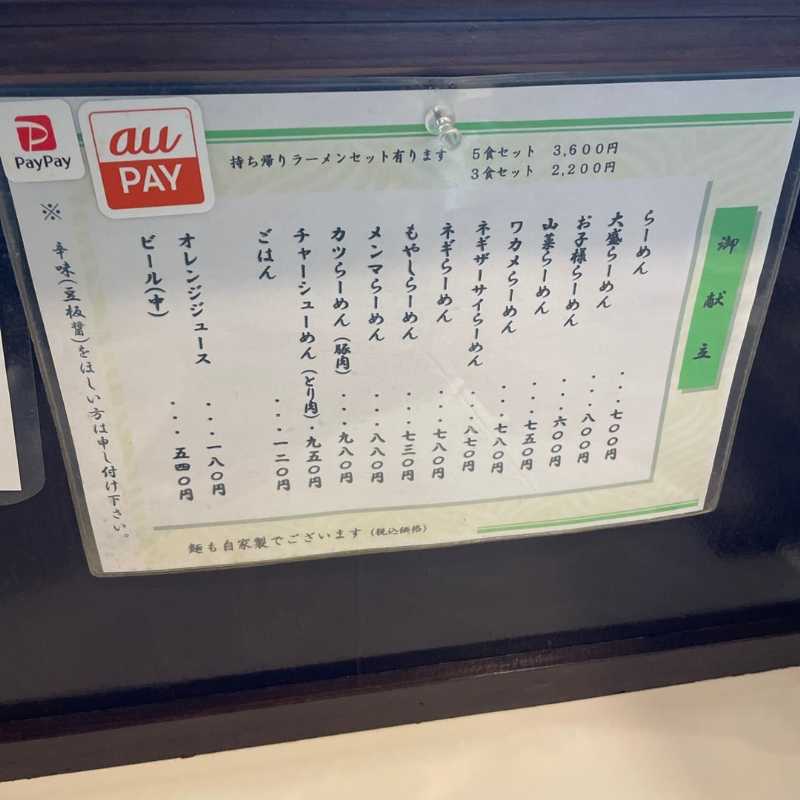 PayPay
au
PAY
持ち帰りラーメンセット有ります 5食セット 3,600円
3食セット 2,200円
御献立
らーめん ・・・・七〇〇円
大盛らーめん ・・・八〇〇円
お子様らーめん ・・・・六〇〇円
山菜らーめん ・・・・七五〇円
ワカメらーめん ・・・七八〇円
ネギザーサイらーめん ・・・八七〇円
ネギらーめん ・・・・七八〇円
もやしらーめん ・・・・七三〇円
メンマらーめん ・・・八八〇円
カツらーめん(豚肉)・・・九八〇円
チャーシューめん(とり肉)・九五〇円
ごはん ・・・・一二〇円
オレンジジュース ・・・・一八〇円
ビール(中) ・・・・五四〇円
※ 辛味(豆板醤)をほしい方は申し付け下さい。
麺も自家製でございます(税込価格)